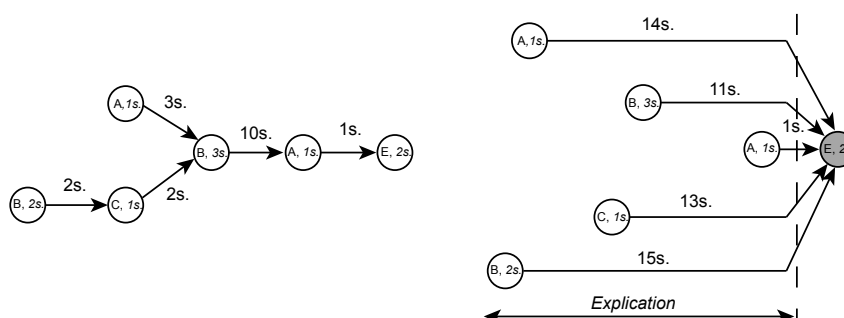 A, 1s.
3s.
B, 3s.
10s.
A, 1s.
1s.
E, 2s.
B, 2s.
2s.
C, 1s.
2s.
A, 1s.
14s.
B, 3s.
11s.
A, 1s.
1s.
E, 2
C, 1s.
13s.
B, 2s.
15s.
Explication